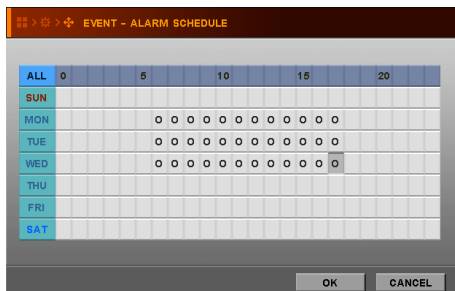 EVENT - ALARM SCHEDULE
ALL 0 5 10 15 20
SUN
MON O O O O O O O O O O O O
TUE O O O O O O O O O O O O
WED O O O O O O O O O O O O
THU
FRI
SAT
OK CANCEL